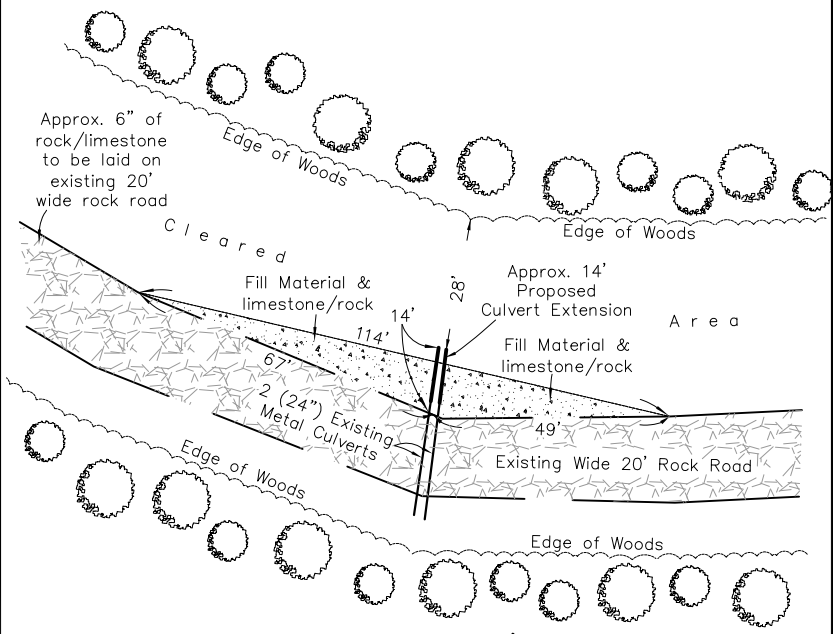 Approx. 6" of
rock/limestone
to be laid on
existing 20'
wide rock road
Edge of Woods
Edge of Woods
Cleared
Fill Material &
limestone/rock
28'
Approx. 14'
Proposed
Culvert Extension
Area
14'
114'
Fill Material &
limestone/rock
67'
2 (24") Existing
Metal Culverts
49'
Existing Wide 20' Rock Road
Edge of Woods
Edge of Woods